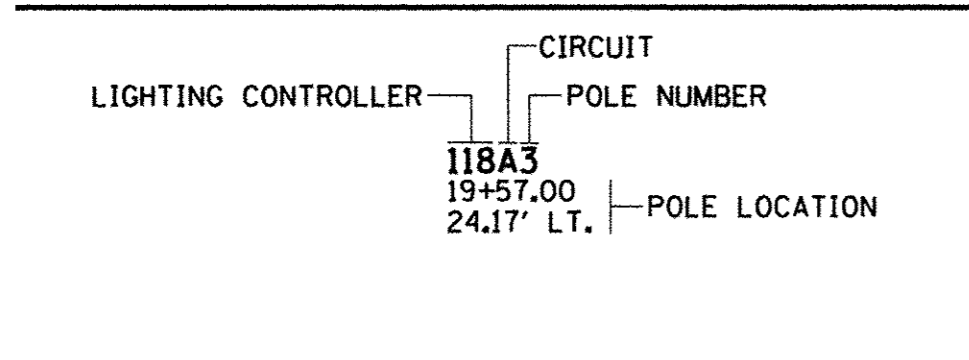 CIRCUIT
LIGHTING CONTROLLER
POLE NUMBER
118A3
19+57.00
24.17' LT.
POLE LOCATION